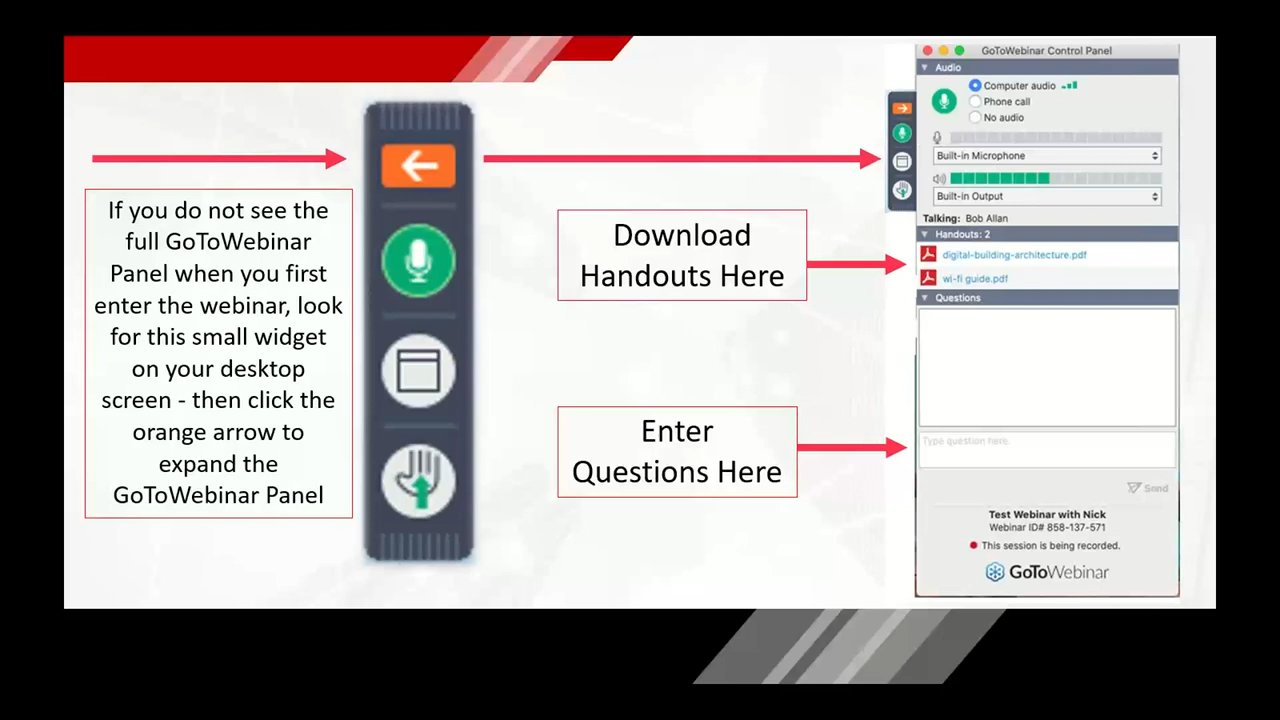 If you do not see the
full GoToWebinar
Panel when you first
enter the webinar, look
for this small widget
on your desktop
screen - then click the
orange arrow to
expand the
GoToWebinar Panel
Download
Handouts Here
Enter
Questions Here
GoToWebinar Control Panel
Audio
Computer audio
Phone call
No audio
Built-in Microphone
Built-in Output
Talking: Bob Allan
Handouts: 2
digital-building-architecture.pdf
wi-fi guide.pdf
Questions
Type question here.
Send
Test Webinar with Nick
Webinar ID# 858-137-571
This session is being recorded.
GoToWebinar